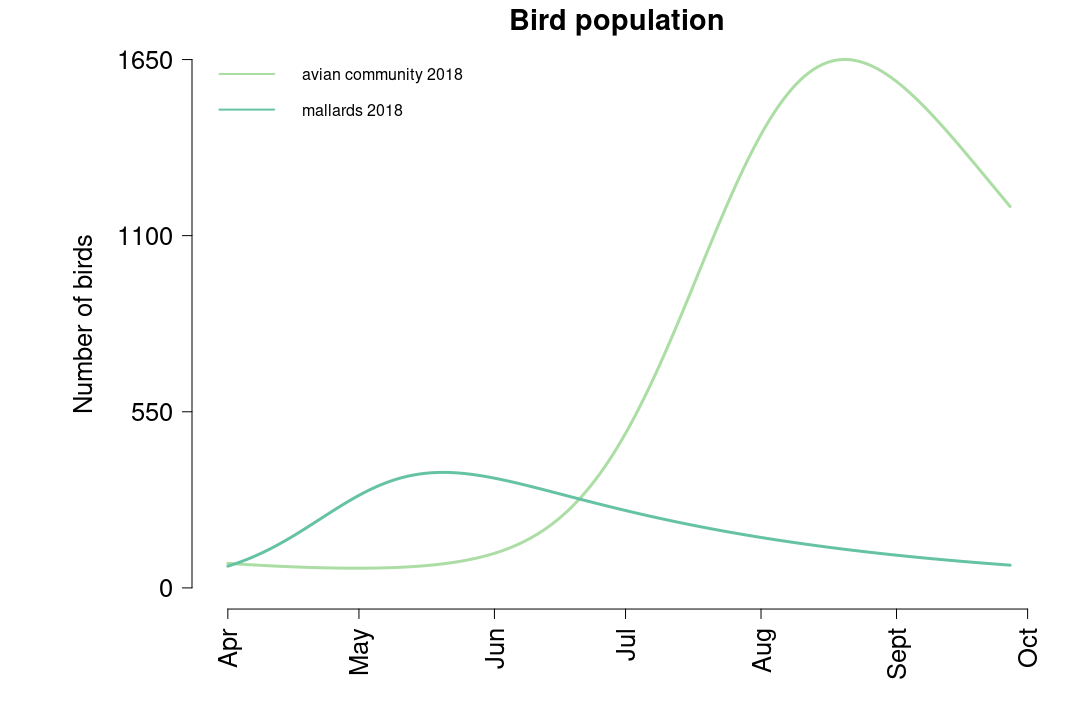 Bird population
avian community 2018
mallards 2018
Number of birds
1650
1100
550
0
Apr
May
Jun
Jul
Aug
Sept
Oct